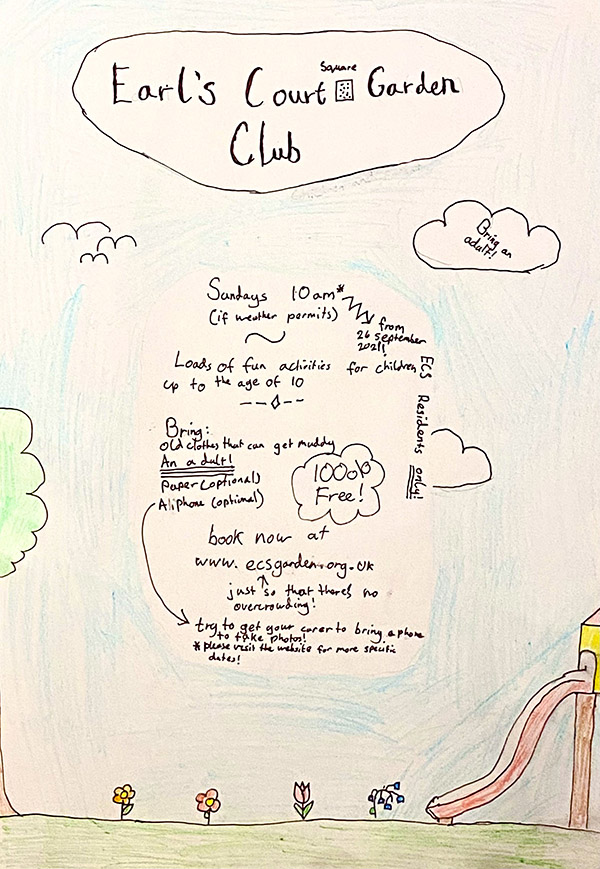 Square
Earl's Court Garden
Club
Bring an
adult!
Sundays 10am*
(if weather permits)
from
26 September
2021!
Loads of fun activities for children
up to the age of 10
ECS Residents only!
Bring:
old clothes that can get muddy
An adult!
Paper (optional)
A iphone (optional)
100%
Free!
book now at
www.ecsgarden.org.uk
just so that there's no
overcrowding!
try to get your carer to bring a phone
to take photos!
*please visit the website for more specific
dates!